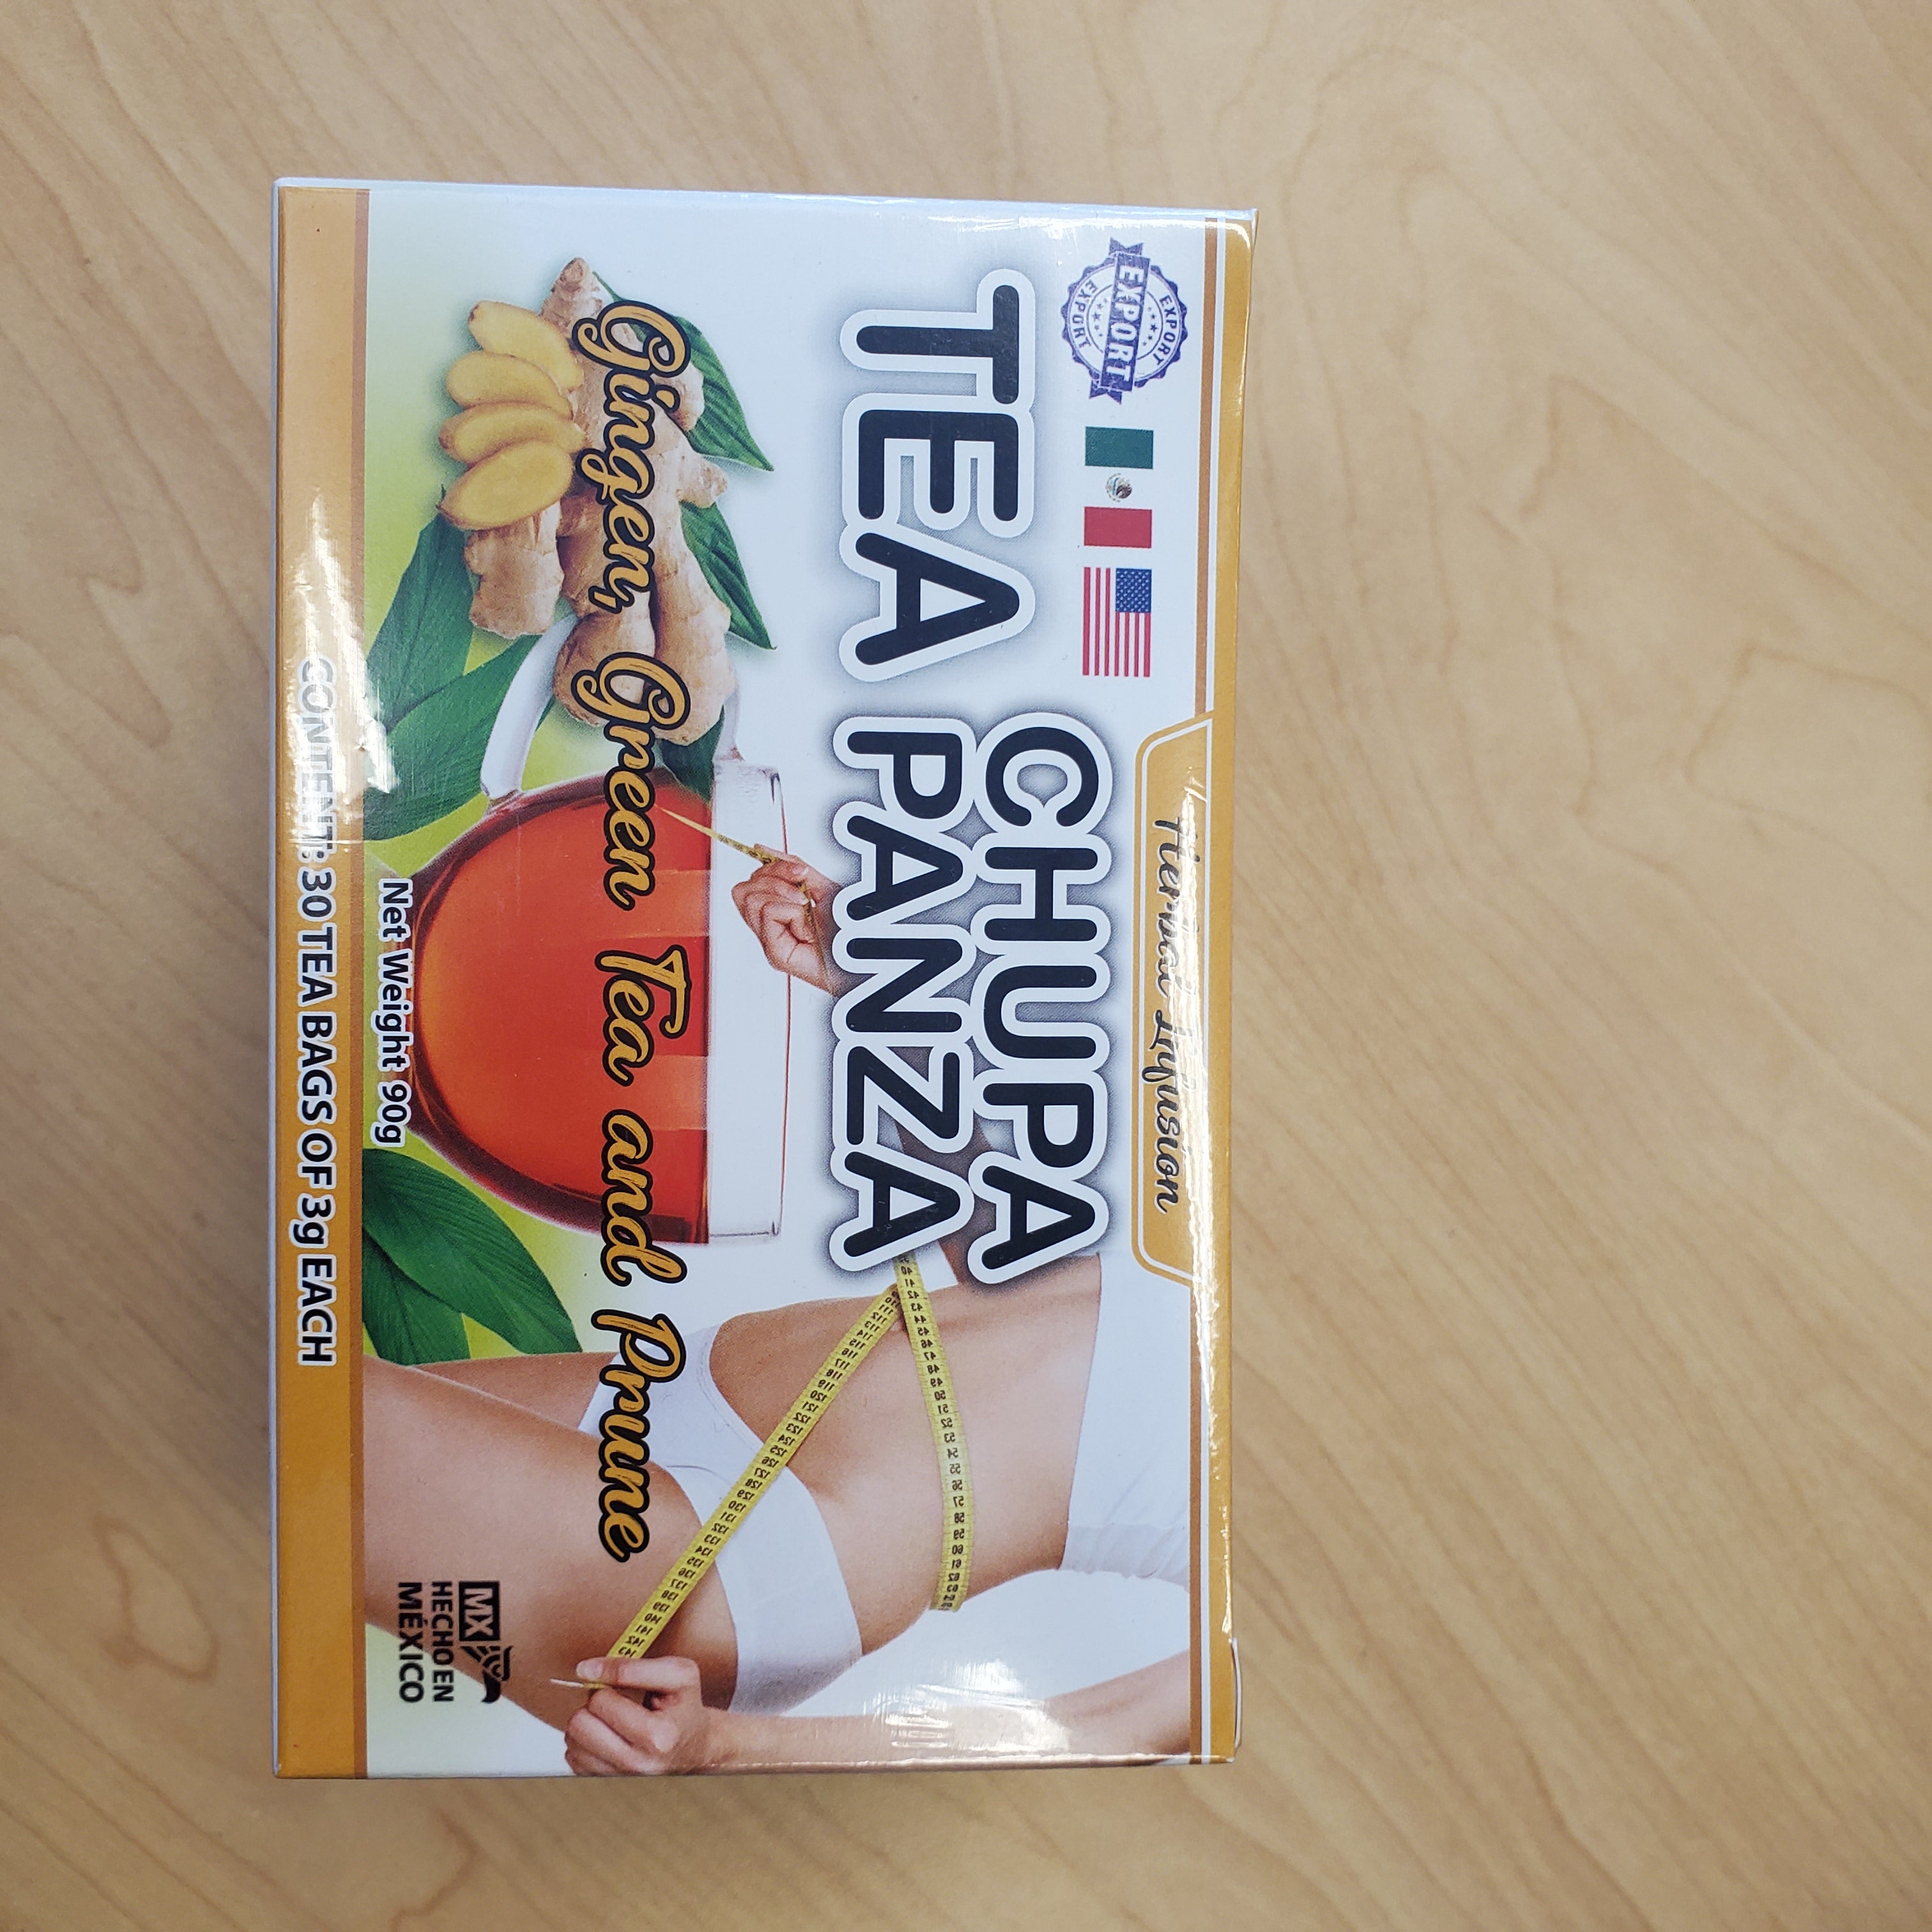 Herbal Infusion
EXPORT
EXPORT
EXPORT
TEA CHUPA
PANZA
Ginger, Green Tea and Prune
Net Weight 90g
MX
HECHO EN
MÉXICO
CONTENT: 30 TEA BAGS OF 3g EACH